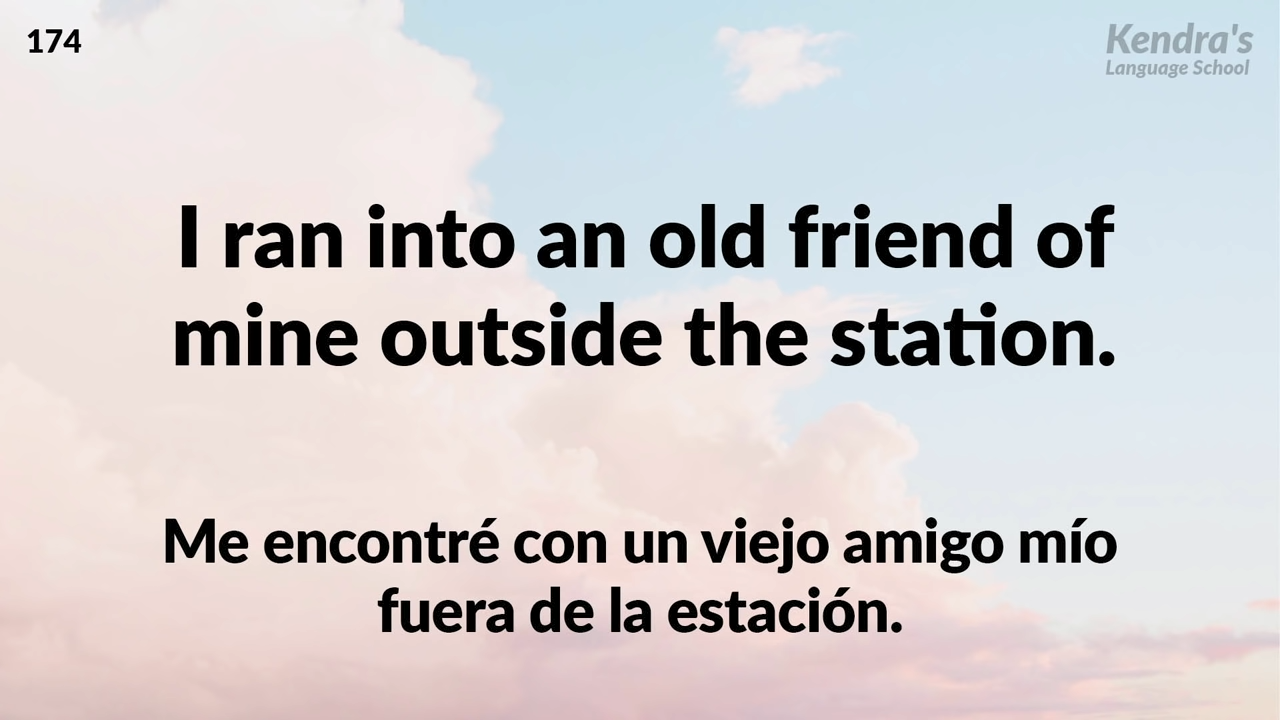 174
Kendra's
Language School
I ran into an old friend of
mine outside the station.
Me encontré con un viejo amigo mío
fuera de la estación.